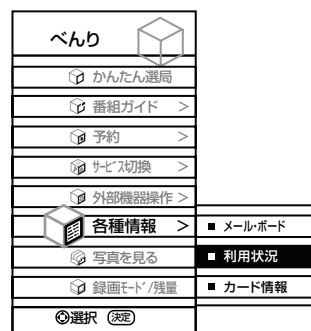 べんり
かんたん選局
番組ガイド >
予約 >
ｻｰﾋﾞｽ切換 >
外部機器操作 >
各種情報 >
写真を見る
録画ﾓｰﾄﾞ/残量
選択 決定
■ メール・ボード
■ 利用状況
■ カード情報